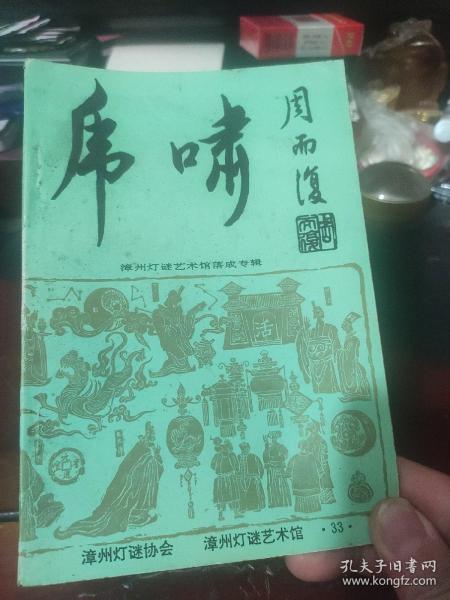 虎啸
周而復
漳州灯谜艺术馆落成专辑
活
漳州灯谜协会 漳州灯谜艺术馆 ·33·
孔夫子旧书网
www.kongfz.com